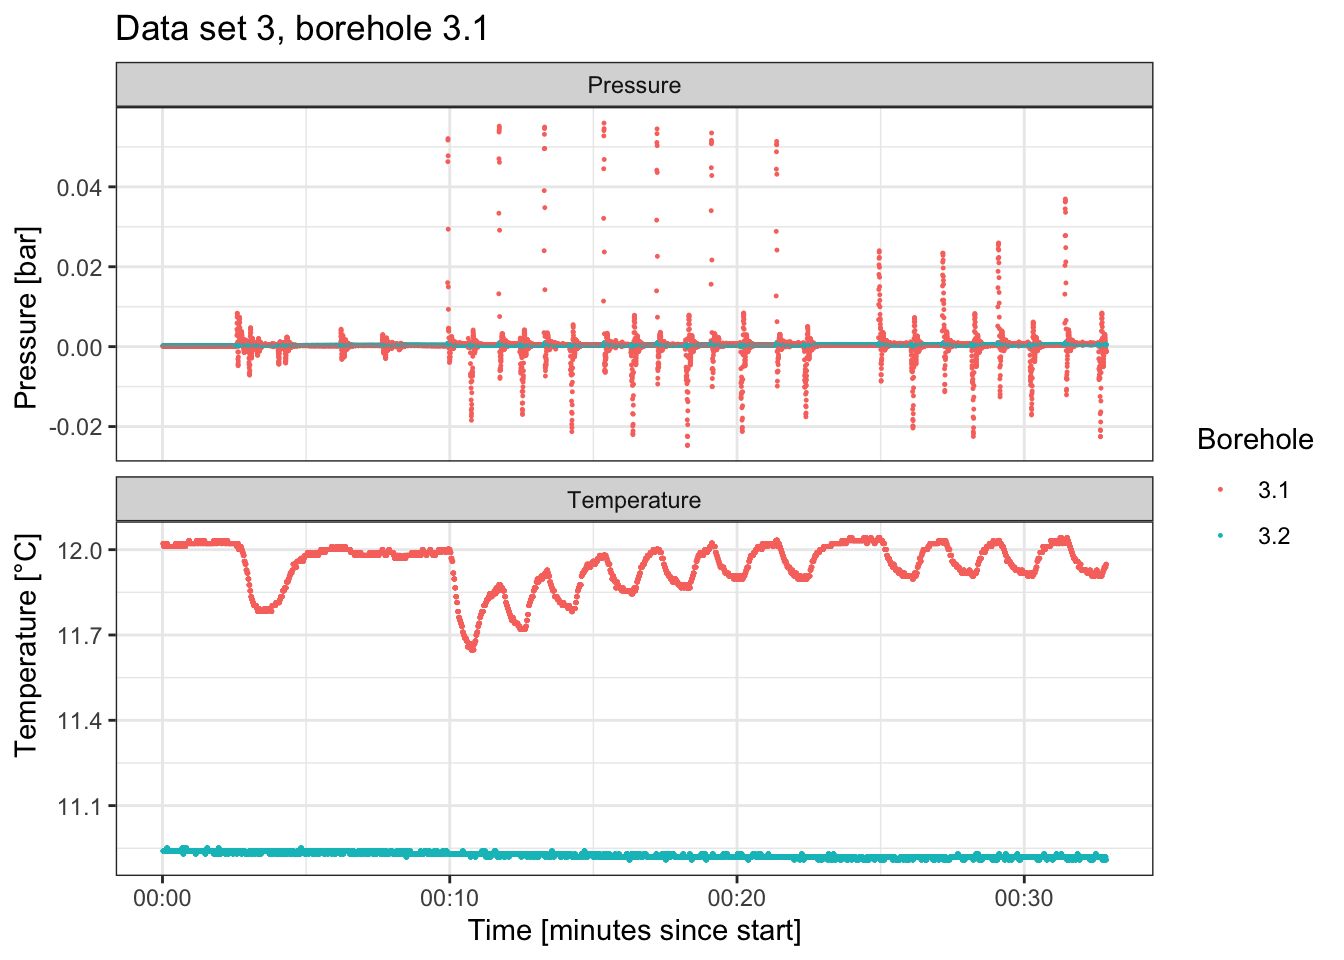 Data set 3, borehole 3.1
Pressure
Pressure [bar]
0.04
0.02
0.00
-0.02
Temperature
Temperature [°C]
12.0
11.7
11.4
11.1
00:00 00:10 00:20 00:30
Time [minutes since start]
Borehole
3.1
3.2